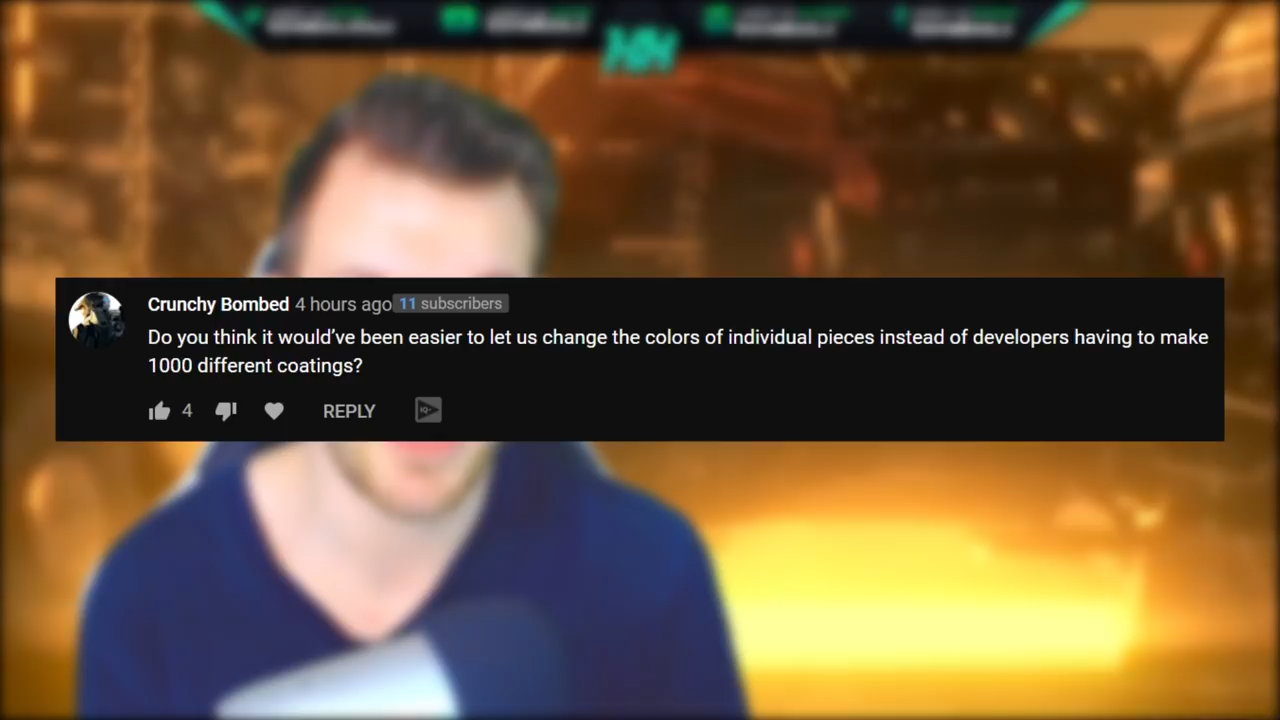 HH
Crunchy Bombed 4 hours ago 11 subscribers
Do you think it would’ve been easier to let us change the colors of individual pieces instead of developers having to make
1000 different coatings?
4 REPLY